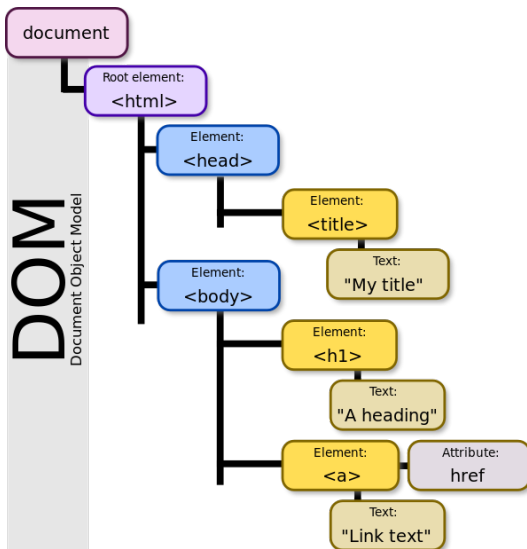 document
Root element:
<html>
Element:
<head>
Element:
<title>
Text:
"My title"
Element:
<body>
Element:
<h1>
Text:
"A heading"
Element:
<a>
Attribute:
href
Text:
"Link text"
DOM
Document Object Model